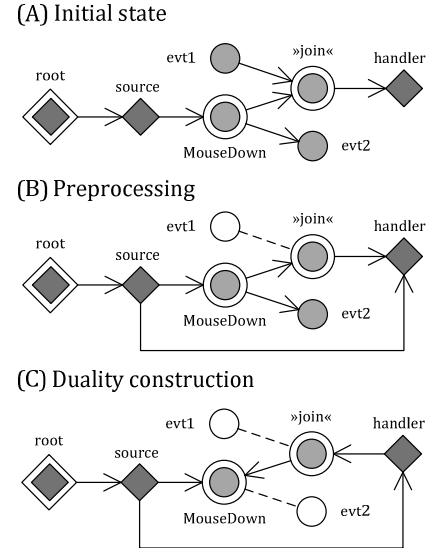 (A) Initial state
evt1
»join«
handler
root
source
MouseDown
evt2
(B) Preprocessing
evt1
»join«
handler
root
source
MouseDown
evt2
(C) Duality construction
evt1
»join«
handler
root
source
MouseDown
evt2